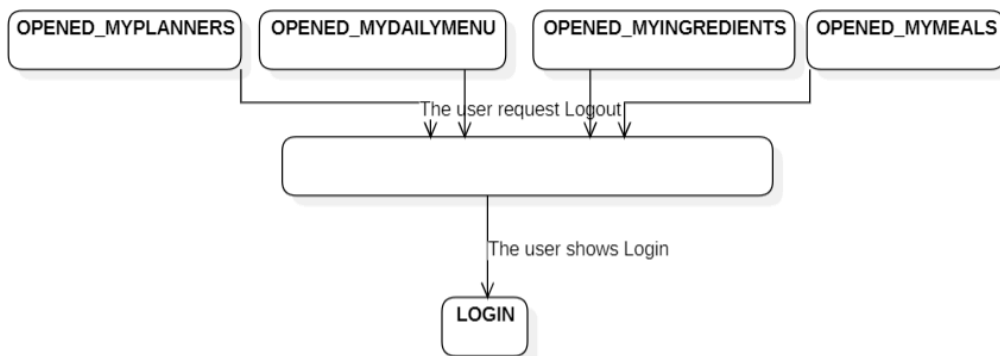 OPENED_MYPLANNERS
OPENED_MYDAILYMENU
OPENED_MYINGREDIENTS
OPENED_MYMEALS
The user request Logout
The user shows Login
LOGIN